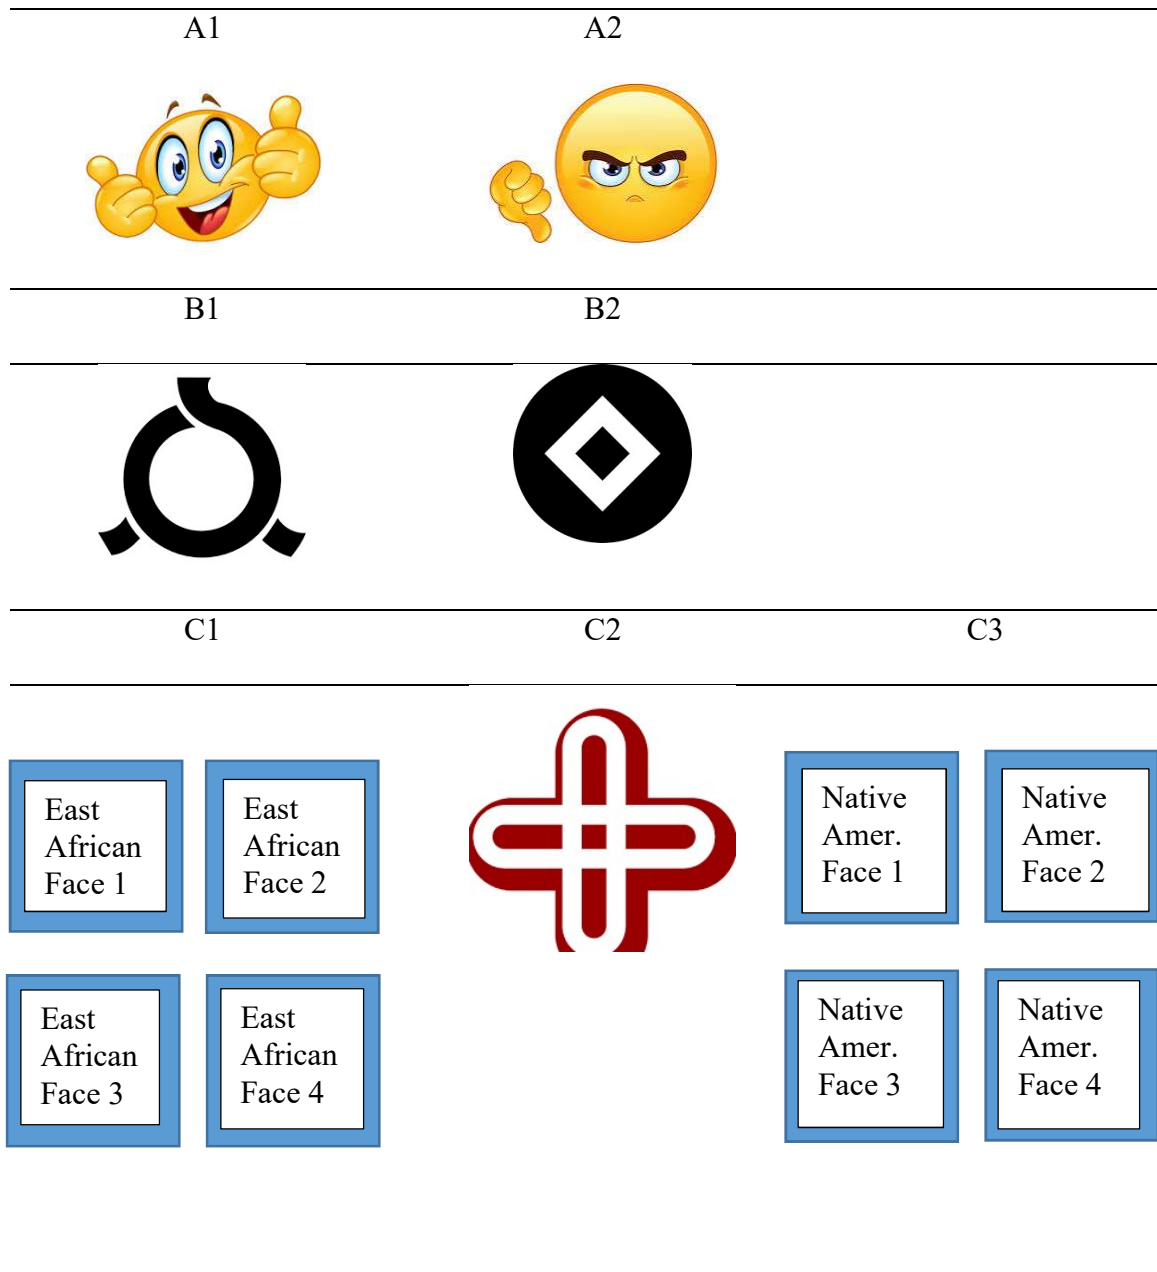 A1 A2
B1 B2
C1 C2 C3
East
African
Face 1
East
African
Face 2
Native
Amer.
Face 1
Native
Amer.
Face 2
East
African
Face 3
East
African
Face 4
Native
Amer.
Face 3
Native
Amer.
Face 4